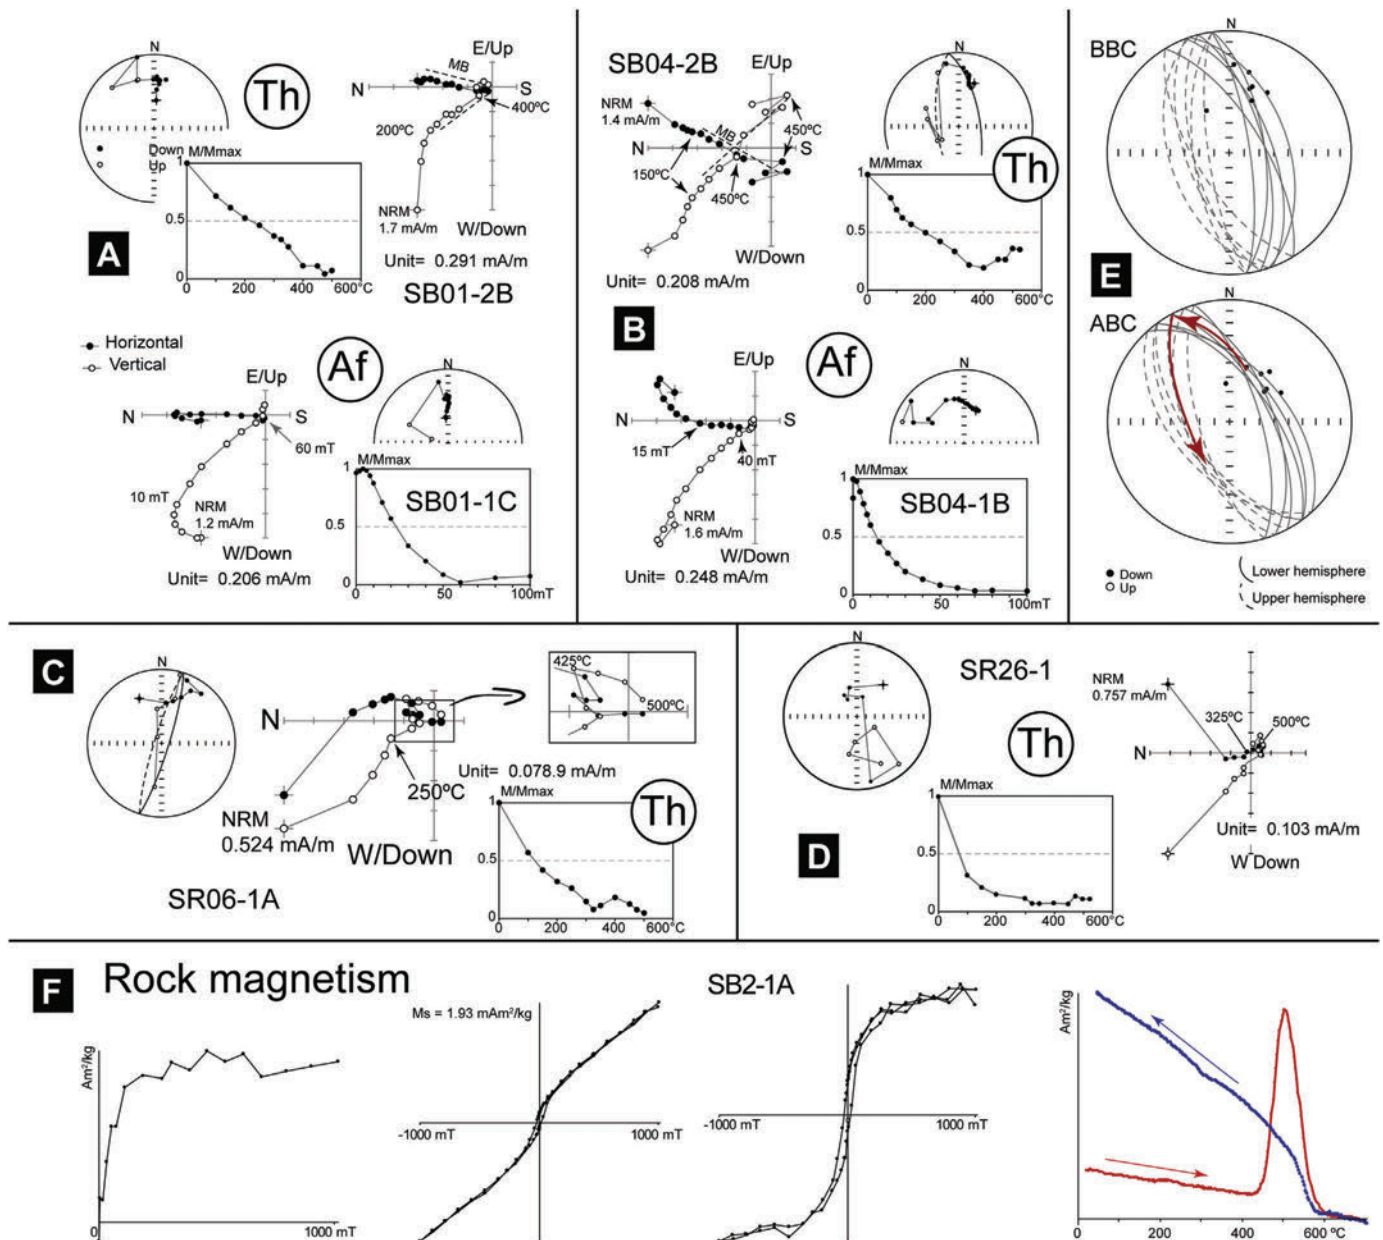 A
N
Th
Down
Up
M/Mmax
1
0.5
0
0
200
400
600ºC
E/Up
N
S
MB
400ºC
200ºC
NRM
1.7 mA/m
W/Down
Unit= 0.291 mA/m
SB01-2B
Horizontal
Vertical
Af
E/Up
N
S
60 mT
10 mT
NRM
1.2 mA/m
W/Down
Unit= 0.206 mA/m
N
M/Mmax
1
SB01-1C
0.5
0
0
50
100mT
B
SB04-2B
E/Up
NRM
1.4 mA/m
MB
450ºC
N
S
150ºC
450ºC
W/Down
Unit= 0.208 mA/m
N
Th
M/Mmax
1
0.5
0
0
200
400
600ºC
Af
E/Up
N
S
15 mT
40 mT
NRM
1.6 mA/m
W/Down
Unit= 0.248 mA/m
N
M/Mmax
1
SB04-1B
0.5
0
0
50
100mT
E
BBC
N
ABC
N
Down
Up
Lower hemisphere
Upper hemisphere
C
N
N
250ºC
NRM
0.524 mA/m
W/Down
SR06-1A
425ºC
500ºC
Unit= 0.078.9 mA/m
Th
M/Mmax
1
0.5
0
0
200
400
600ºC
D
N
SR26-1
Th
M/Mmax
1
0.5
0
0
200
400
600ºC
NRM
0.757 mA/m
325ºC
500ºC
N
Unit= 0.103 mA/m
W Down
F
Rock magnetism
Am²/kg
0
1000 mT
Ms = 1.93 mAm²/kg
-1000 mT
1000 mT
SB2-1A
-1000 mT
1000 mT
Am²/kg
0
200
400
600 ºC